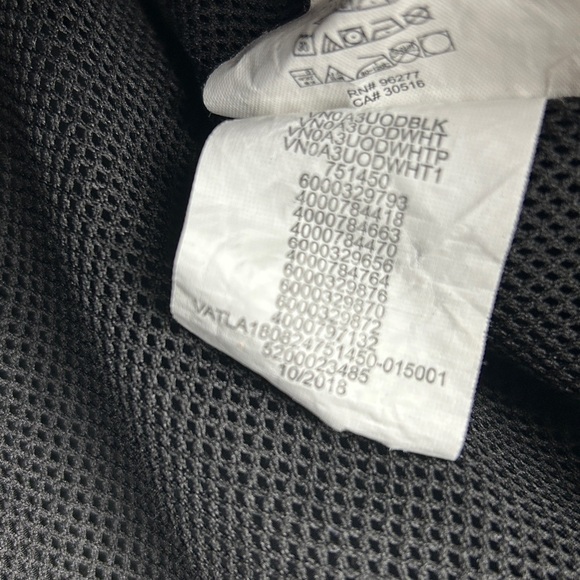 RN# 96277
CA# 30516
VN0A3UODBLK
VN0A3UODWHT
VN0A3UODWHTP
VN0A3UODWHT1
751450
6000329793
4000784418
4000784663
4000784470
6000329656
4000784764
6000329876
6000329870
6000329872
4000797132
VATLA180824751450-015001
5200023485
10/2018